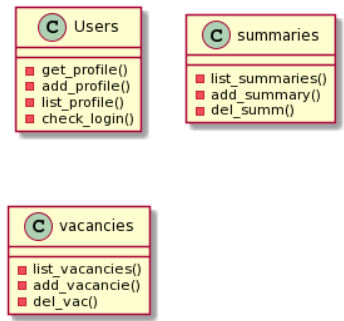 C Users
get_profile()
add_profile()
list_profile()
check_login()
C summaries
list_summaries()
add_summary()
del_summ()
C vacancies
list_vacancies()
add_vacancie()
del_vac()